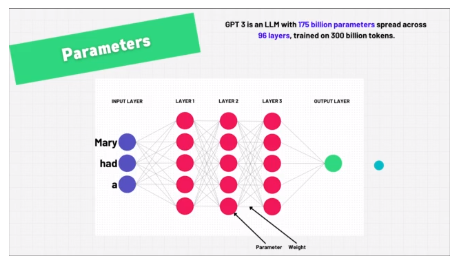 Parameters
GPT 3 is an LLM with 175 billion parameters spread across
96 layers, trained on 300 billion tokens.
INPUT LAYER
LAYER 1
LAYER 2
LAYER 3
OUTPUT LAYER
Mary
had
a
Parameter
Weight